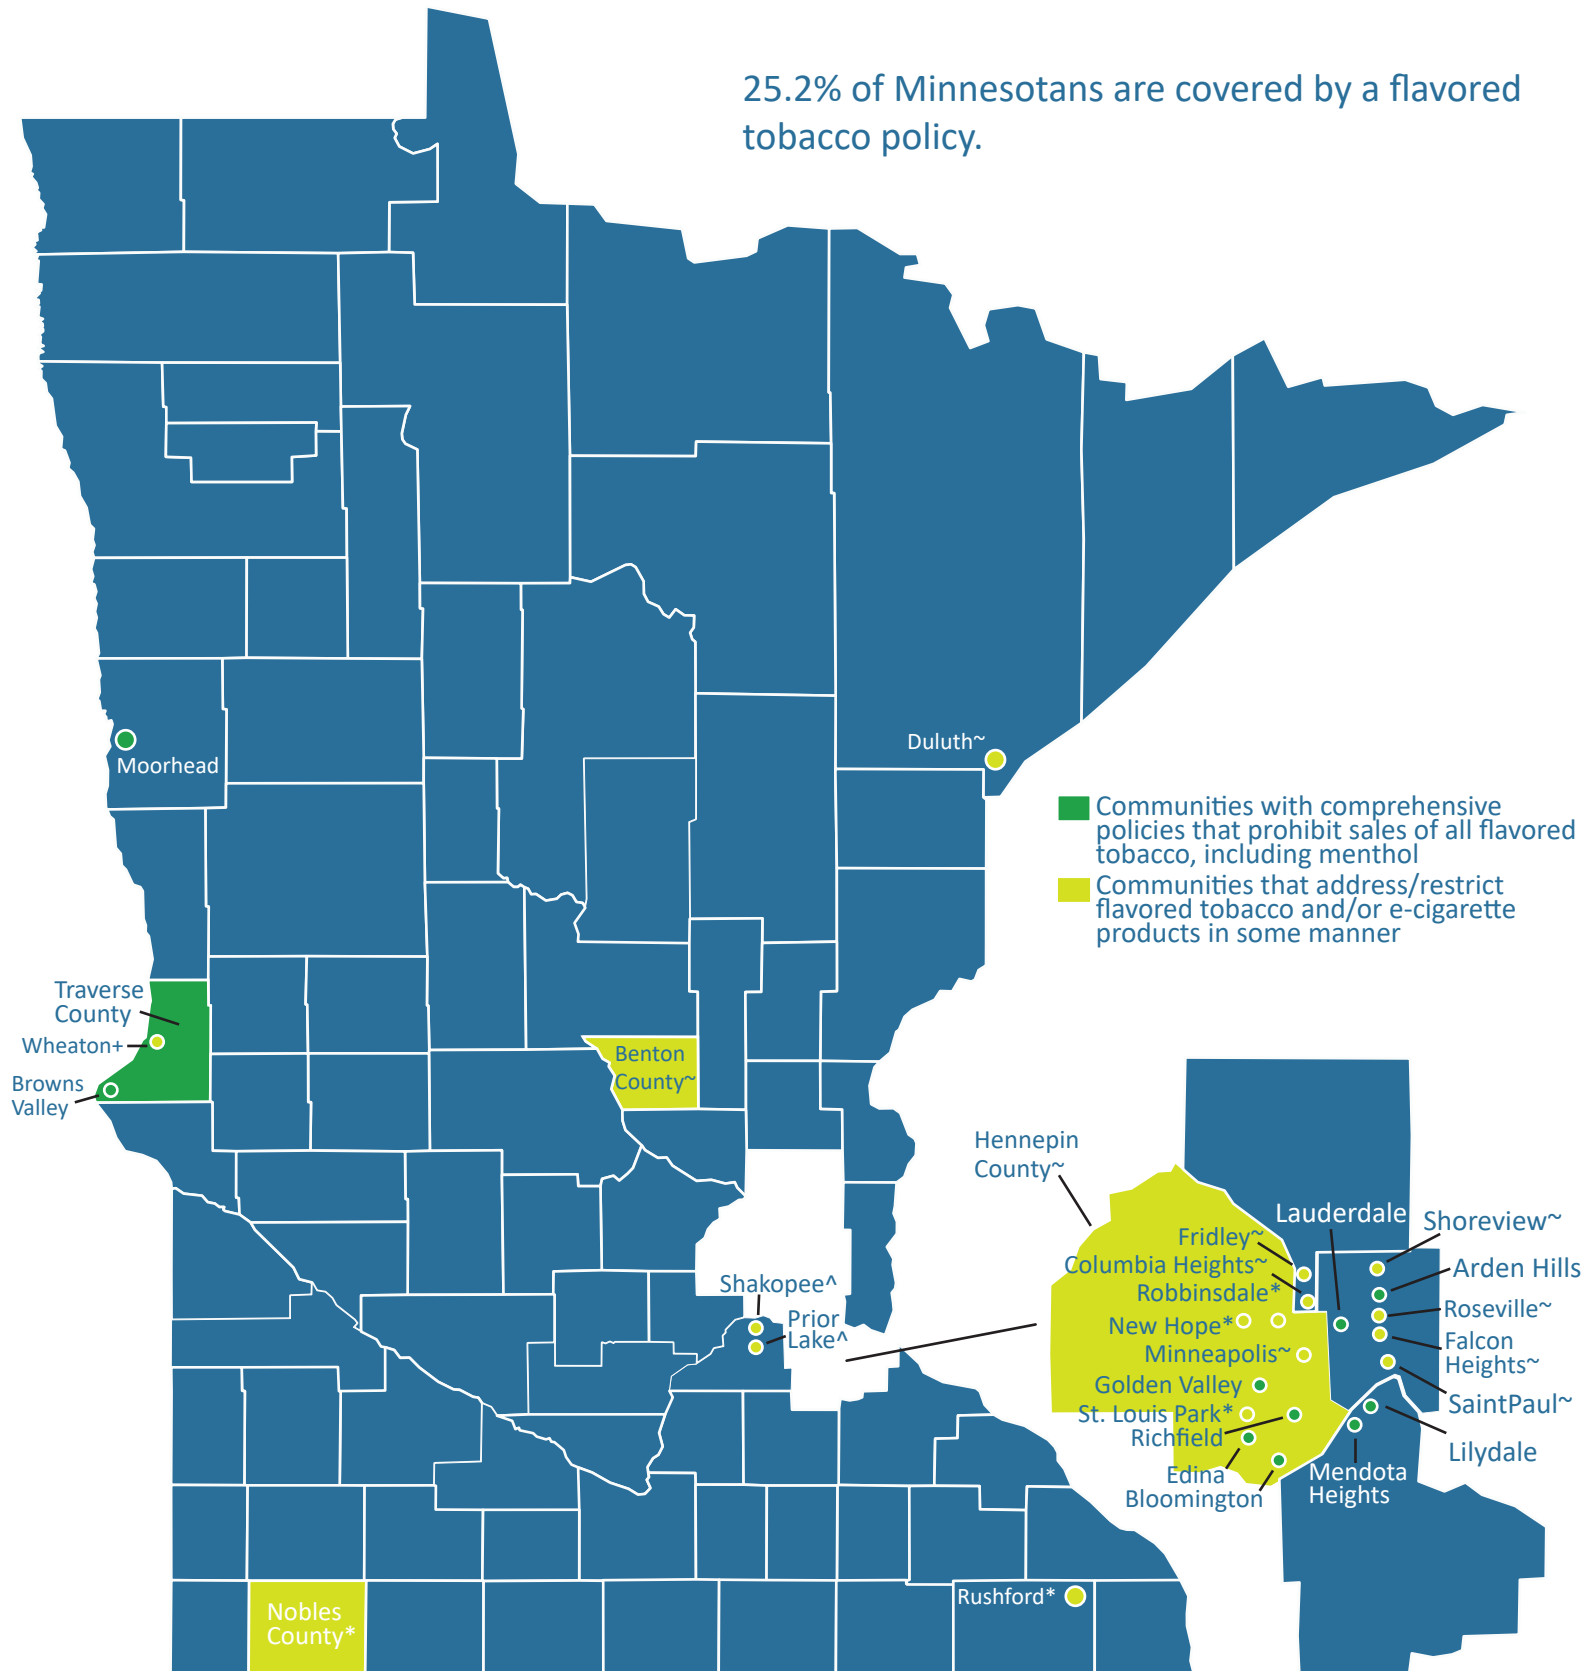 25.2% of Minnesotans are covered by a flavored
tobacco policy.
Moorhead
Duluth~
Communities with comprehensive
policies that prohibit sales of all flavored
tobacco, including menthol
Communities that address/restrict
flavored tobacco and/or e-cigarette
products in some manner
Traverse
County
Wheaton+
Browns
Valley
Benton
County~
Hennepin
County~
Lauderdale
Shoreview~
Fridley~
Columbia Heights~
Arden Hills
Robbinsdale*
Shakopee^
Roseville~
Prior
Lake^
New Hope*
Falcon
Heights~
Minneapolis~
Golden Valley
SaintPaul~
St. Louis Park*
Richfield
Lilydale
Edina
Mendota
Heights
Bloomington
Rushford*
Nobles
County*